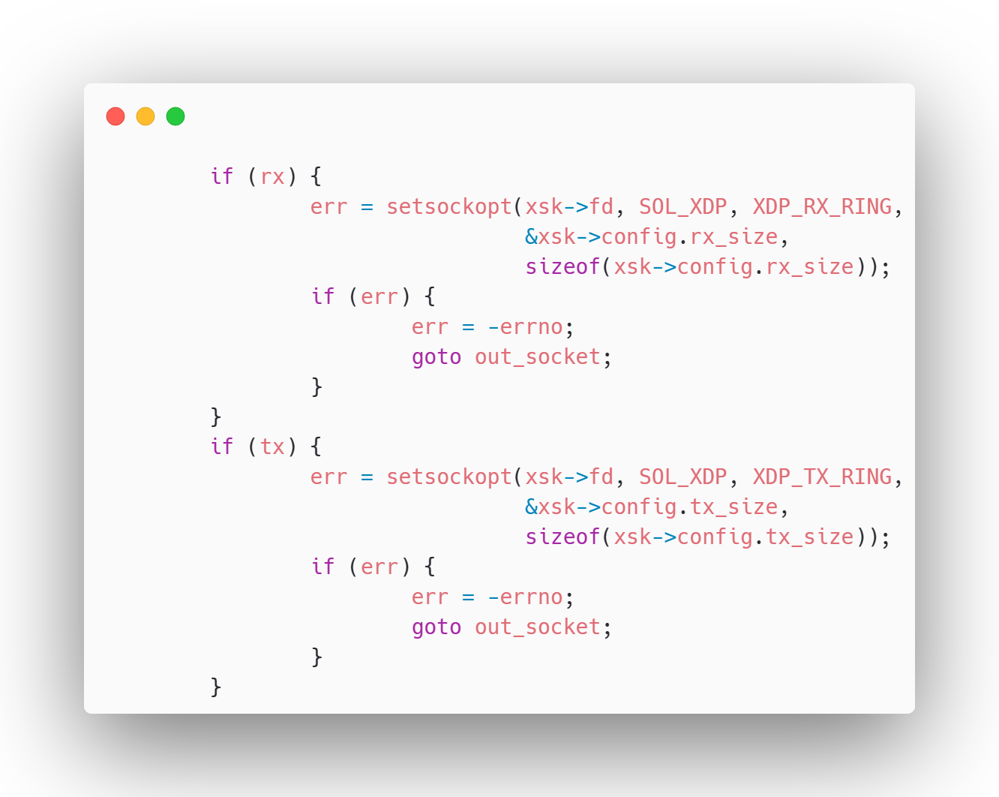 if (rx) {
        err = setsockopt(xsk->fd, SOL_XDP, XDP_RX_RING,
                         &xsk->config.rx_size,
                         sizeof(xsk->config.rx_size));
        if (err) {
                err = -errno;
                goto out_socket;
        }
}
if (tx) {
        err = setsockopt(xsk->fd, SOL_XDP, XDP_TX_RING,
                         &xsk->config.tx_size,
                         sizeof(xsk->config.tx_size));
        if (err) {
                err = -errno;
                goto out_socket;
        }
}